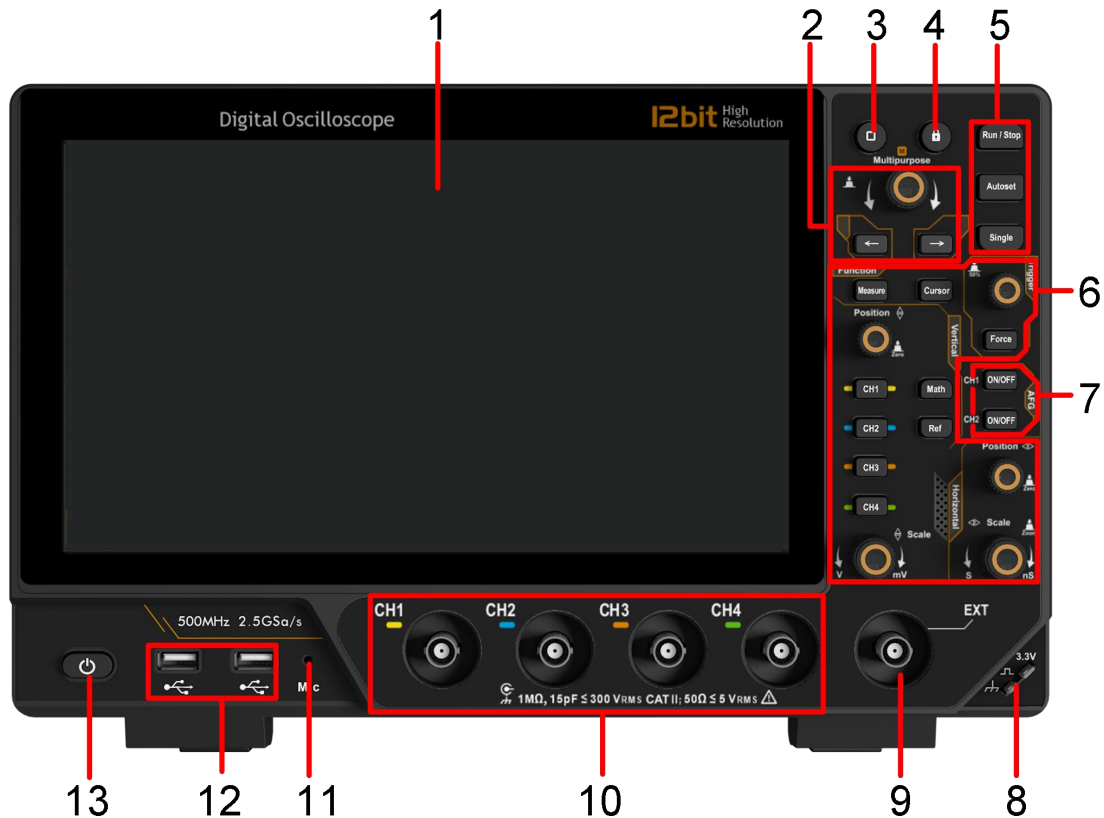 1
2
3
4
5
Digital Oscilloscope
12bit High Resolution
M
Multipurpose
Run / Stop
Autoset
Single
←
→
Function
Trigger
6
Measure
Cursor
50%
Position
Zero
Vertical
Force
CH1
Math
CH1 ON/OFF
AFG
7
CH2
Ref
CH2 ON/OFF
CH3
Position
Zero
CH4
Horizontal
Scale
V
mV
Scale
Zoom
S
nS
500MHz 2.5GSa/s
CH1
CH2
CH3
CH4
EXT
Mic
1MΩ, 15pF ≤ 300 VRMS CAT II; 50Ω ≤ 5 VRMS
3.3V
13
12
11
10
9
8